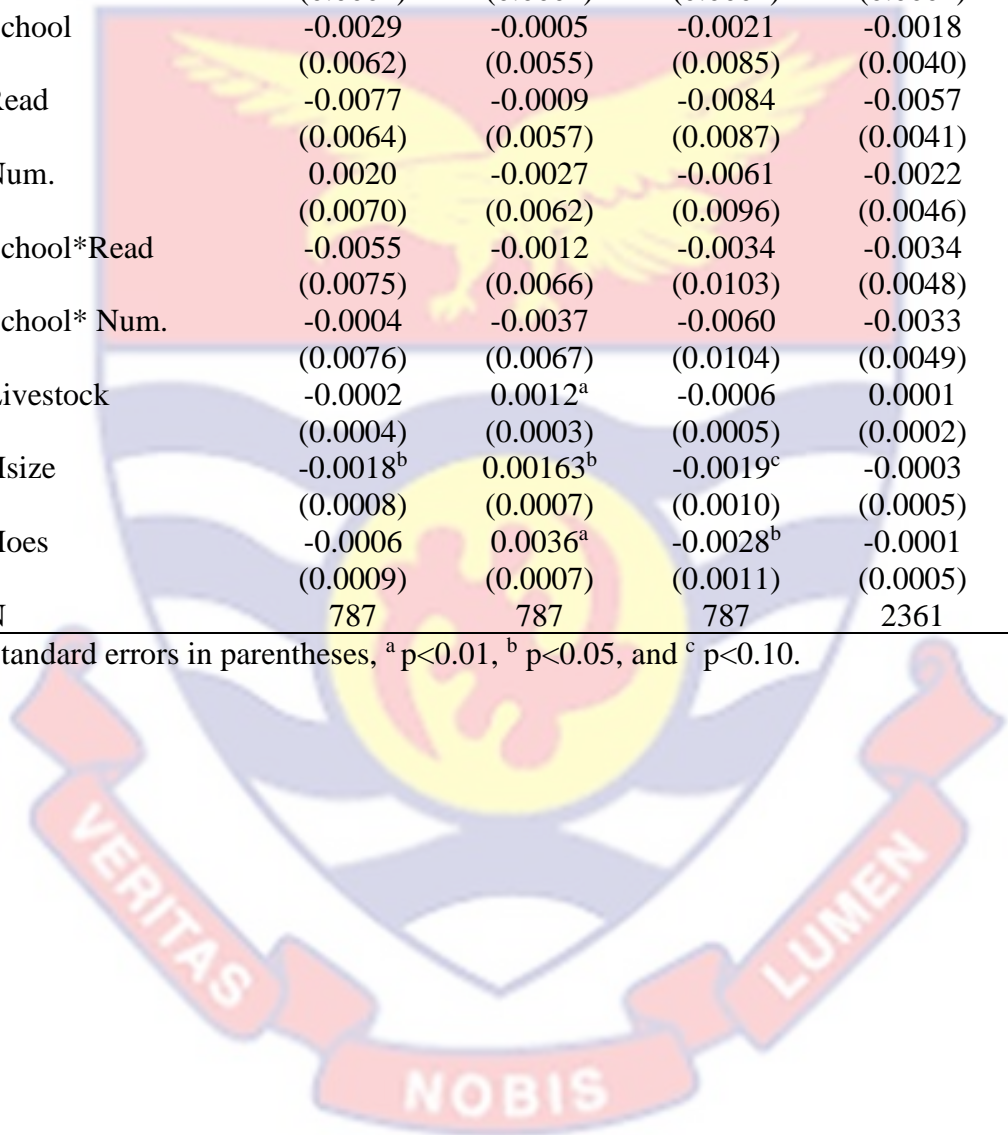 chool -0.0029 -0.0005 -0.0021 -0.0018
(0.0062) (0.0055) (0.0085) (0.0040)
Read -0.0077 -0.0009 -0.0084 -0.0057
(0.0064) (0.0057) (0.0087) (0.0041)
Num. 0.0020 -0.0027 -0.0061 -0.0022
(0.0070) (0.0062) (0.0096) (0.0046)
chool*Read -0.0055 -0.0012 -0.0034 -0.0034
(0.0075) (0.0066) (0.0103) (0.0048)
chool* Num. -0.0004 -0.0037 -0.0060 -0.0033
(0.0076) (0.0067) (0.0104) (0.0049)
Livestock -0.0002 0.0012ᵃ -0.0006 0.0001
(0.0004) (0.0003) (0.0005) (0.0002)
Hsize -0.0018ᵇ 0.00163ᵇ -0.0019ᶜ -0.0003
(0.0008) (0.0007) (0.0010) (0.0005)
Hoes -0.0006 0.0036ᵃ -0.0028ᵇ -0.0001
(0.0009) (0.0007) (0.0011) (0.0005)
N 787 787 787 2361
tandard errors in parentheses, ᵃ p<0.01, ᵇ p<0.05, and ᶜ p<0.10.
VERITAS
NOBIS
LUMEN